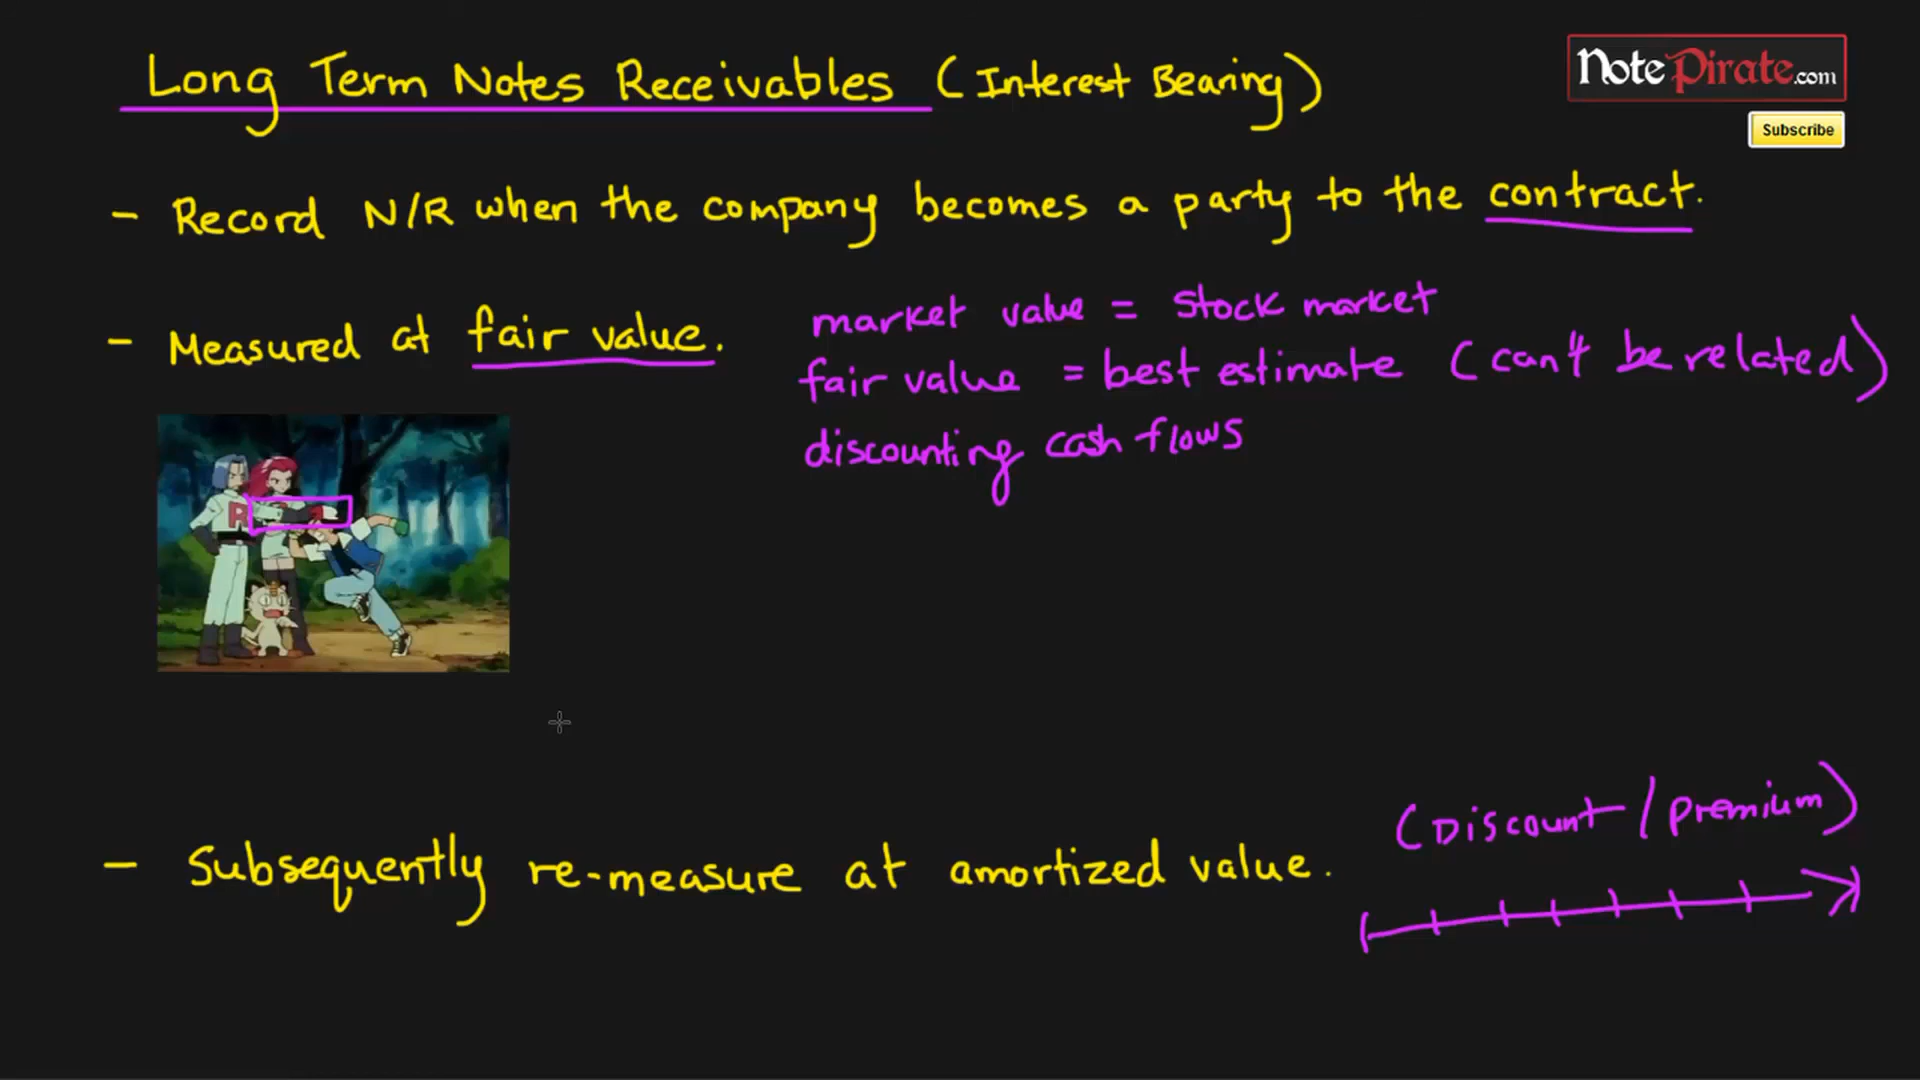 Long Term Notes Receivables (Interest Bearing)
NotePirate.com
Subscribe
- Record N/R when the company becomes a party to the contract.
- Measured at fair value.
market value = stock market
fair value = best estimate (can't be related)
discounting cash flows
R
- Subsequently re-measure at amortized value.
(Discount / premium)